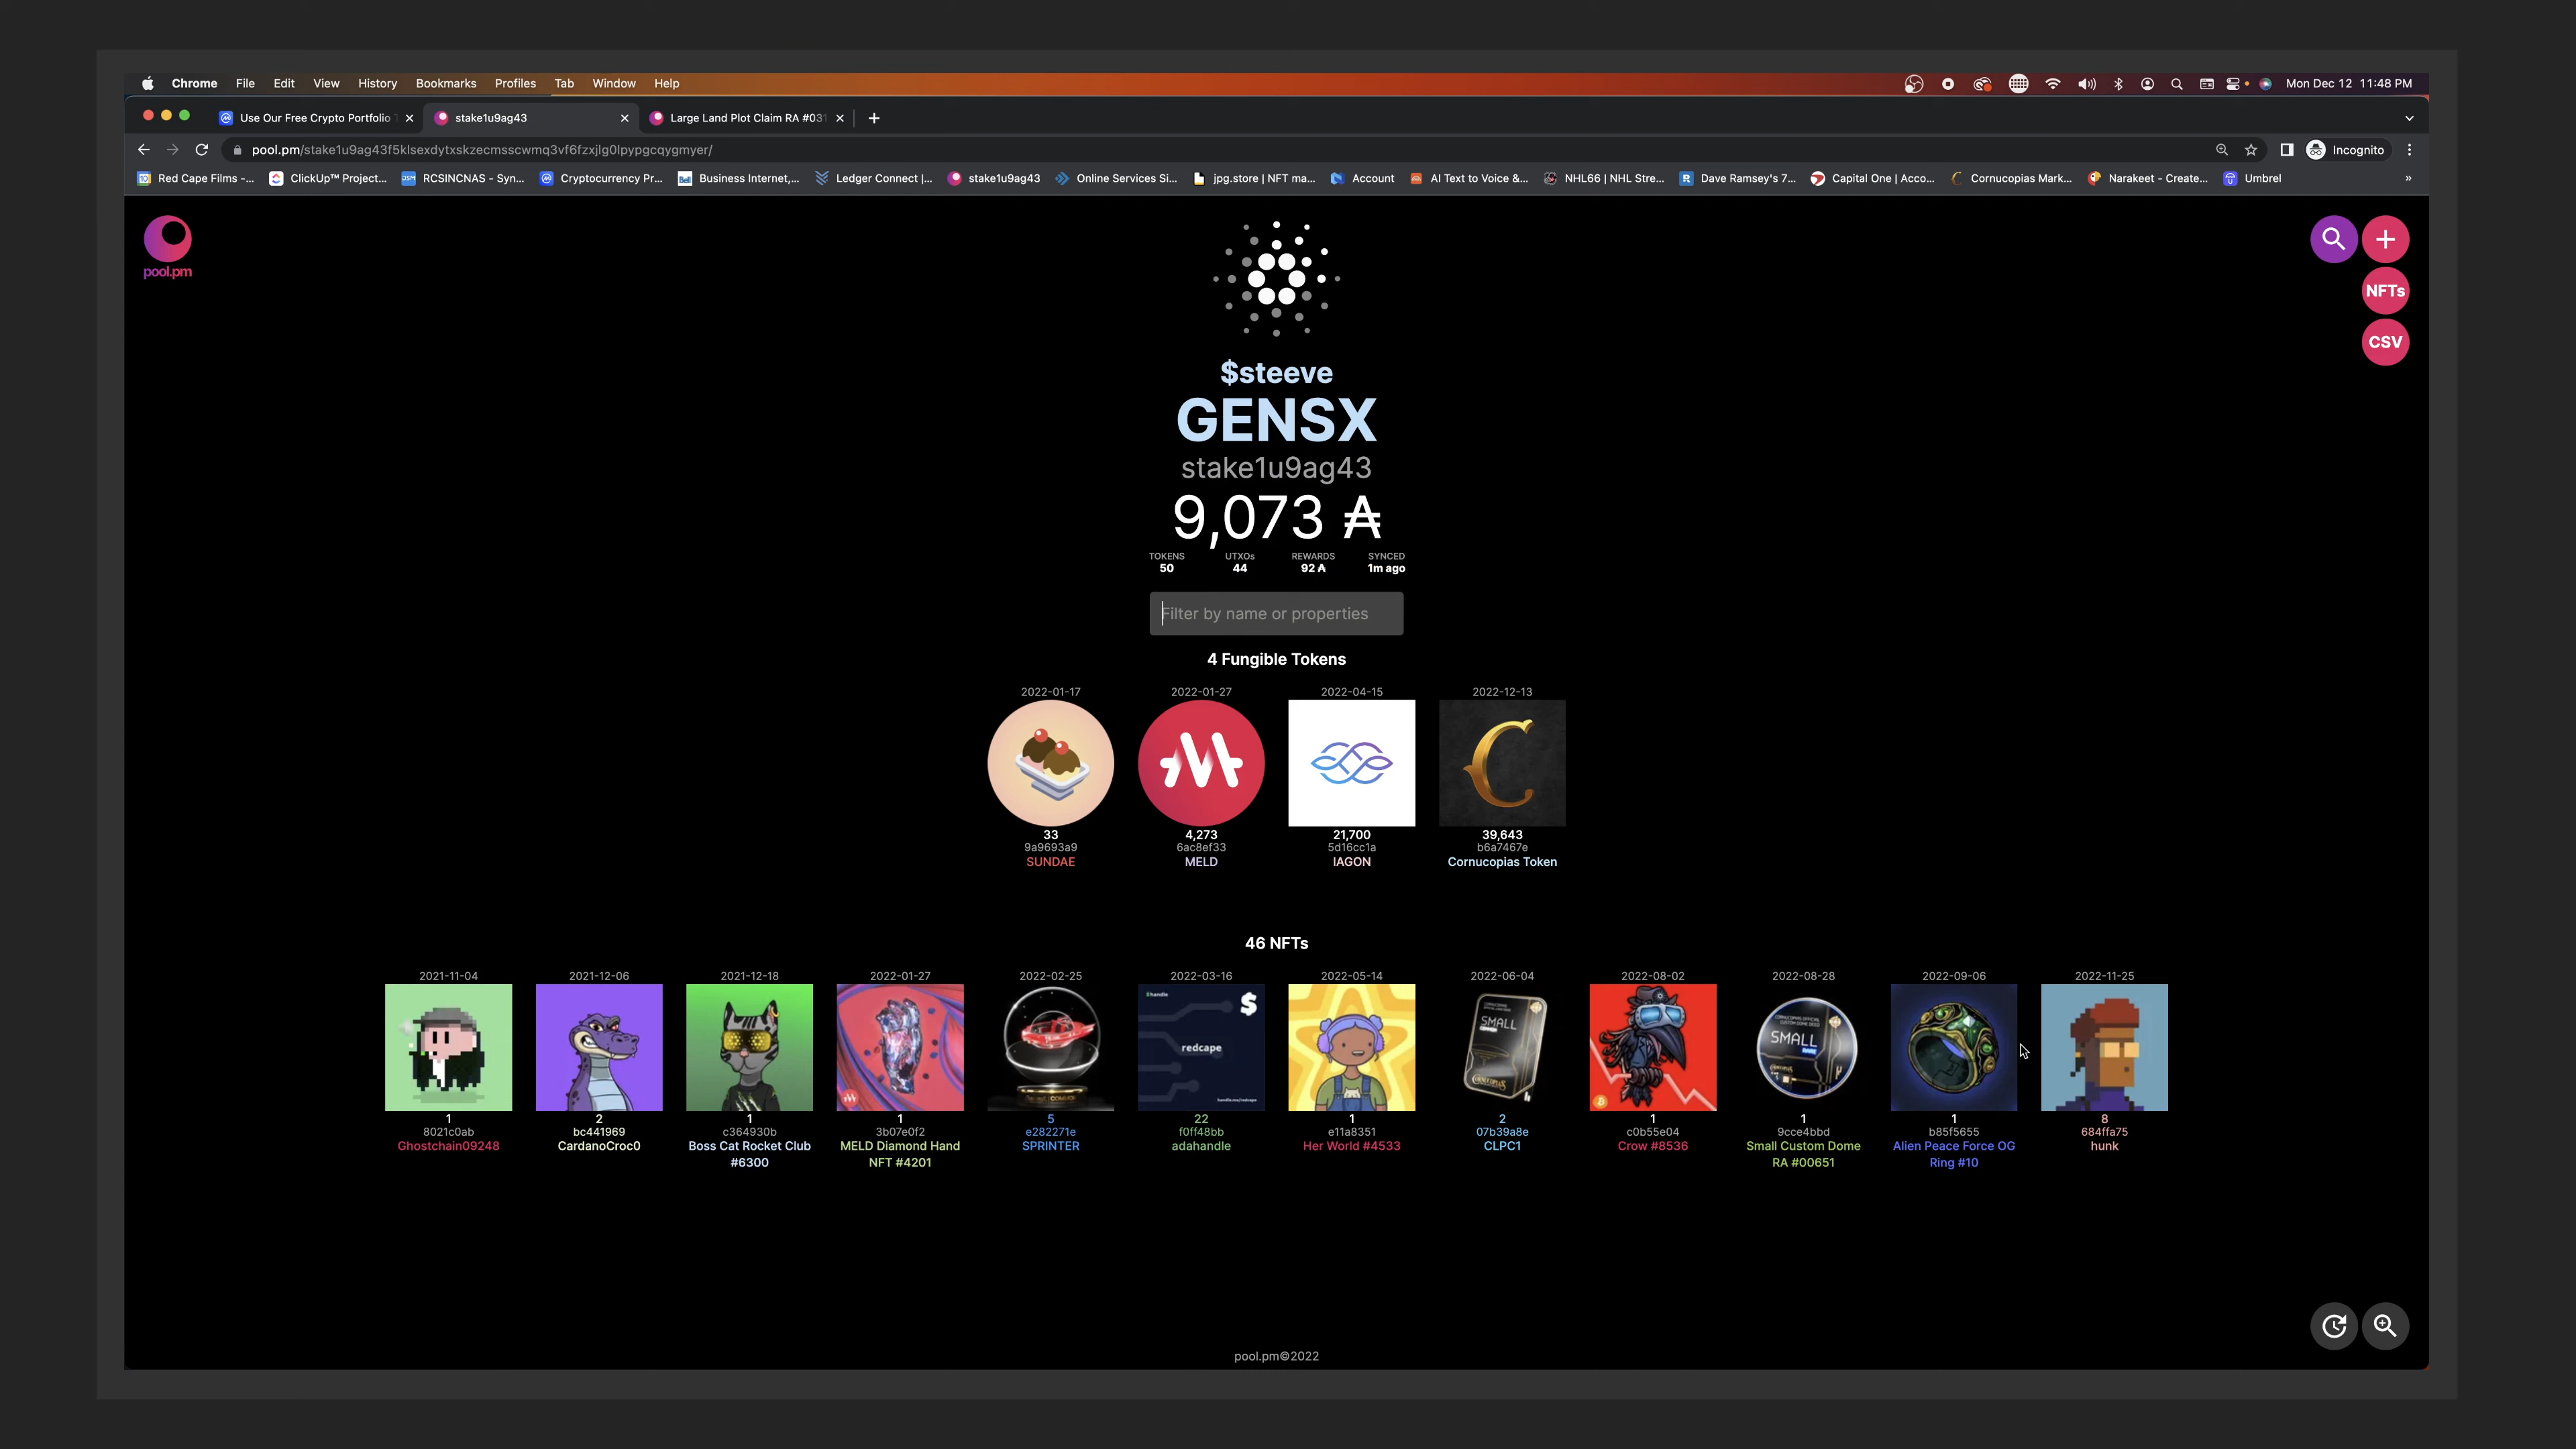 Chrome File Edit View History Bookmarks Profiles Tab Window Help Mon Dec 12 11:48 PM
Use Our Free Crypto Portfolio stake1u9ag43 Large Land Plot Claim RA #031
pool.pm/stake1u9ag43f5klsexdytxskzecmsscwmq3vf6fzxjlg0lpypgcqygmyer/ Incognito
Red Cape Films -... ClickUp™ Project... RCSINCNAS - Syn... Cryptocurrency Pr... Business Internet,... Ledger Connect |... stake1u9ag43 Online Services Si... jpg.store | NFT ma... Account AI Text to Voice &... NHL66 | NHL Stre... Dave Ramsey's 7... Capital One | Acco... Cornucopias Mark... Narakeet - Create... Umbrel »
pool.pm
NFTs
CSV
$steeve
GENSX
stake1u9ag43
9,073 ₳
TOKENS UTXOs REWARDS SYNCED
50 44 92 ₳ 1m ago
Filter by name or properties
4 Fungible Tokens
2022-01-17 2022-01-27 2022-04-15 2022-12-13
33 4,273 21,700 39,643
9a9693a9 6ac8ef33 5d16cc1a b6a7467e
SUNDAE MELD IAGON Cornucopias Token
46 NFTs
2021-11-04 2021-12-06 2021-12-18 2022-01-27 2022-02-25 2022-03-16 2022-05-14 2022-06-04 2022-08-02 2022-08-28 2022-09-06 2022-11-25
$handle $
redcape
SMALL
SMALL
RARE
1 2 1 1 5 22 1 2 1 1 1 8
8021c0ab bc441969 c364930b 3b07e0f2 e282271e f0ff48bb e11a8351 07b39a8e c0b55e04 9cce4bbd b85f5655 684ffa75
Ghostchain09248 CardanoCroc0 Boss Cat Rocket Club MELD Diamond Hand SPRINTER adahandle Her World #4533 CLPC1 Crow #8536 Small Custom Dome Alien Peace Force OG hunk
#6300 NFT #4201 RA #00651 Ring #10
pool.pm©2022